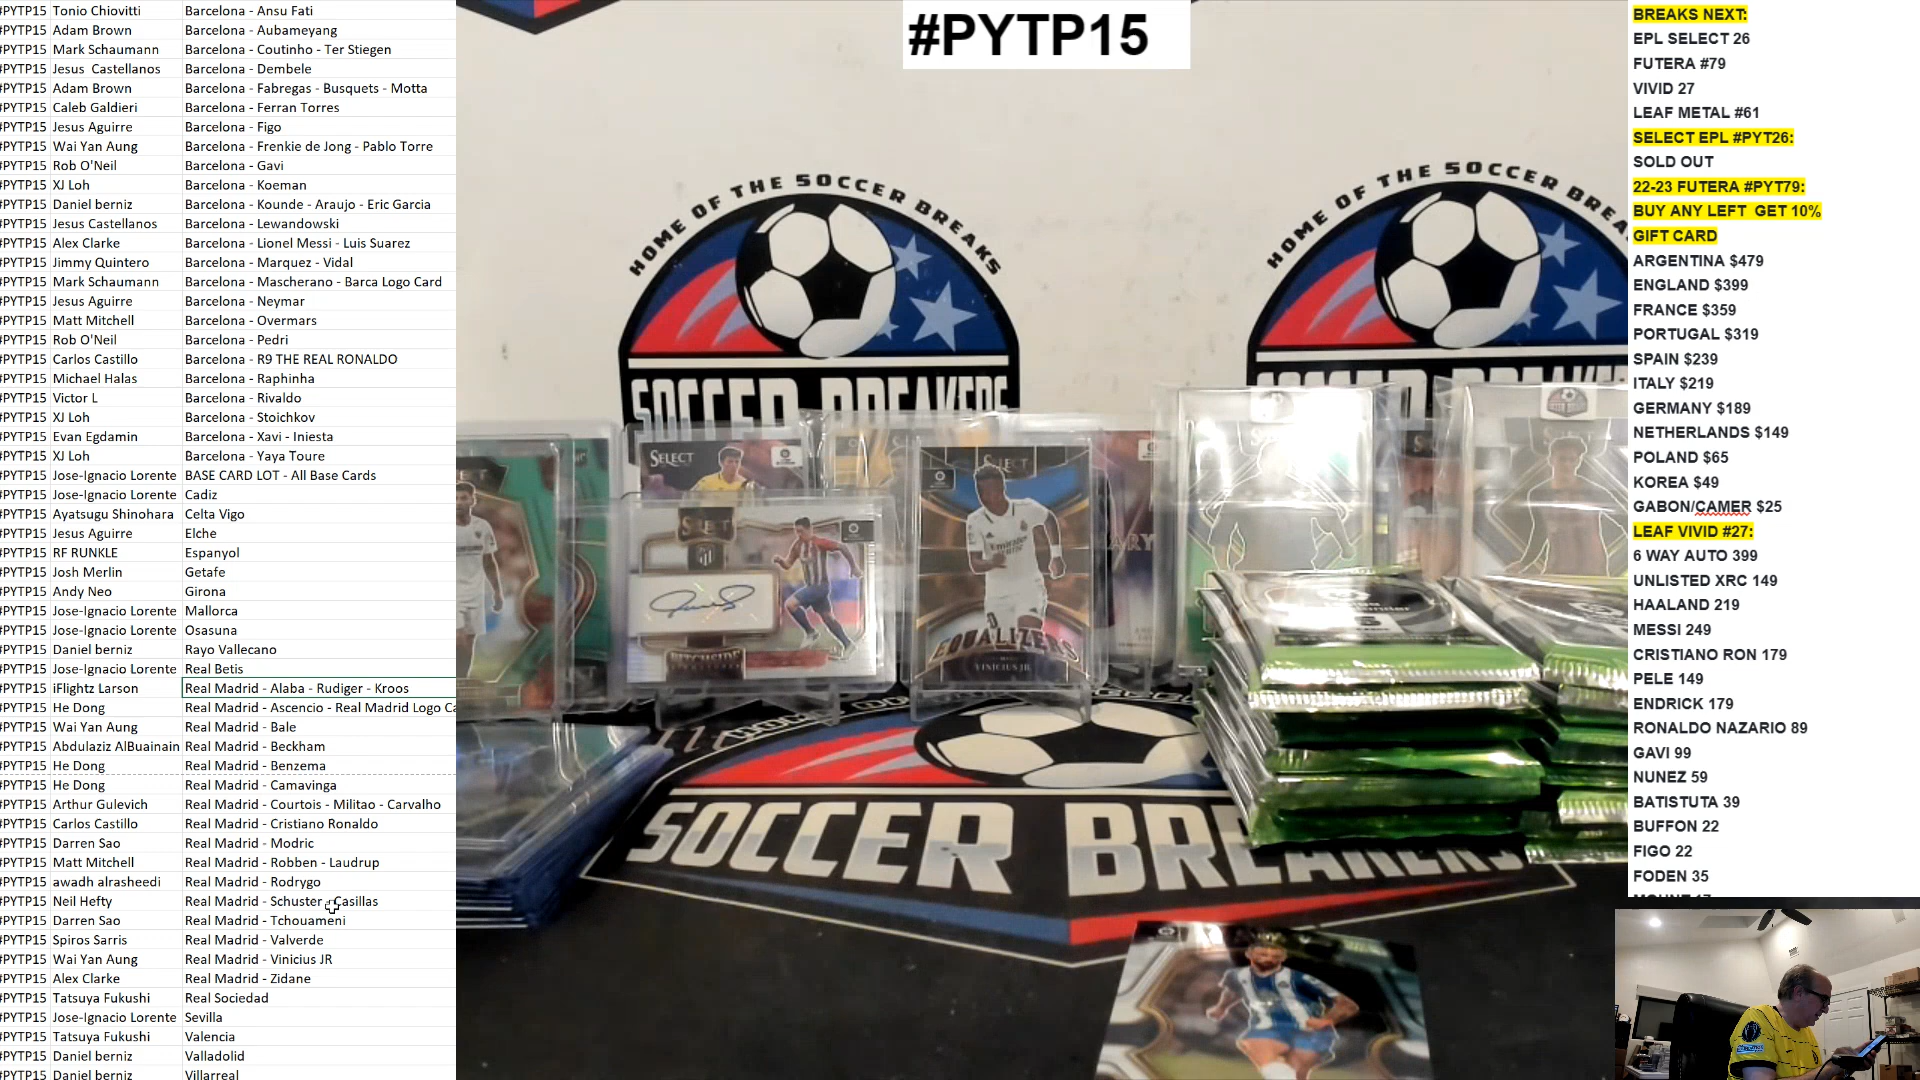 #PYTP15 Tonio Chiovitti Barcelona - Ansu Fati
#PYTP15 Adam Brown Barcelona - Aubameyang
#PYTP15 Mark Schaumann Barcelona - Coutinho - Ter Stiegen
#PYTP15 Jesus Castellanos Barcelona - Dembele
#PYTP15 Adam Brown Barcelona - Fabregas - Busquets - Motta
#PYTP15 Caleb Galdieri Barcelona - Ferran Torres
#PYTP15 Jesus Aguirre Barcelona - Figo
#PYTP15 Wai Yan Aung Barcelona - Frenkie de Jong - Pablo Torre
#PYTP15 Rob O'Neil Barcelona - Gavi
#PYTP15 XJ Loh Barcelona - Koeman
#PYTP15 Daniel berniz Barcelona - Kounde - Araujo - Eric Garcia
#PYTP15 Jesus Castellanos Barcelona - Lewandowski
#PYTP15 Alex Clarke Barcelona - Lionel Messi - Luis Suarez
#PYTP15 Jimmy Quintero Barcelona - Marquez - Vidal
#PYTP15 Mark Schaumann Barcelona - Mascherano - Barca Logo Card
#PYTP15 Jesus Aguirre Barcelona - Neymar
#PYTP15 Matt Mitchell Barcelona - Overmars
#PYTP15 Rob O'Neil Barcelona - Pedri
#PYTP15 Carlos Castillo Barcelona - R9 THE REAL RONALDO
#PYTP15 Michael Halas Barcelona - Raphinha
#PYTP15 Victor L Barcelona - Rivaldo
#PYTP15 XJ Loh Barcelona - Stoichkov
#PYTP15 Evan Egdamin Barcelona - Xavi - Iniesta
#PYTP15 XJ Loh Barcelona - Yaya Toure
#PYTP15 Jose-Ignacio Lorente BASE CARD LOT - All Base Cards
#PYTP15 Jose-Ignacio Lorente Cadiz
#PYTP15 Ayatsugu Shinohara Celta Vigo
#PYTP15 Jesus Aguirre Elche
#PYTP15 RF RUNKLE Espanyol
#PYTP15 Josh Merlin Getafe
#PYTP15 Andy Neo Girona
#PYTP15 Jose-Ignacio Lorente Mallorca
#PYTP15 Jose-Ignacio Lorente Osasuna
#PYTP15 Daniel berniz Rayo Vallecano
#PYTP15 Jose-Ignacio Lorente Real Betis
#PYTP15 iFlightz Larson Real Madrid - Alaba - Rudiger - Kroos
#PYTP15 He Dong Real Madrid - Ascencio - Real Madrid Logo Ca
#PYTP15 Wai Yan Aung Real Madrid - Bale
#PYTP15 Abdulaziz AlBuainain Real Madrid - Beckham
#PYTP15 He Dong Real Madrid - Benzema
#PYTP15 He Dong Real Madrid - Camavinga
#PYTP15 Arthur Gulevich Real Madrid - Courtois - Militao - Carvalho
#PYTP15 Carlos Castillo Real Madrid - Cristiano Ronaldo
#PYTP15 Darren Sao Real Madrid - Modric
#PYTP15 Matt Mitchell Real Madrid - Robben - Laudrup
#PYTP15 awadh alrasheedi Real Madrid - Rodrygo
#PYTP15 Neil Hefty Real Madrid - Schuster - Casillas
#PYTP15 Darren Sao Real Madrid - Tchouameni
#PYTP15 Spiros Sarris Real Madrid - Valverde
#PYTP15 Wai Yan Aung Real Madrid - Vinicius JR
#PYTP15 Alex Clarke Real Madrid - Zidane
#PYTP15 Tatsuya Fukushi Real Sociedad
#PYTP15 Jose-Ignacio Lorente Sevilla
#PYTP15 Tatsuya Fukushi Valencia
#PYTP15 Daniel berniz Valladolid
#PYTP15 Daniel berniz Villarreal
#PYTP15
HOME OF THE SOCCER BREAKS
SOCCER BREAKERS
HOME OF THE SOCCER BREA
SELECT
SELECT
SELECT
EQUALIZERS
VINICIUS JR.
SOCCER BREAKERS
BREAKS NEXT:
EPL SELECT 26
FUTERA #79
VIVID 27
LEAF METAL #61
SELECT EPL #PYT26:
SOLD OUT
22-23 FUTERA #PYT79:
BUY ANY LEFT GET 10%
GIFT CARD
ARGENTINA $479
ENGLAND $399
FRANCE $359
PORTUGAL $319
SPAIN $239
ITALY $219
GERMANY $189
NETHERLANDS $149
POLAND $65
KOREA $49
GABON/CAMER $25
LEAF VIVID #27:
6 WAY AUTO 399
UNLISTED XRC 149
HAALAND 219
MESSI 249
CRISTIANO RON 179
PELE 149
ENDRICK 179
RONALDO NAZARIO 89
GAVI 99
NUNEZ 59
BATISTUTA 39
BUFFON 22
FIGO 22
FODEN 35